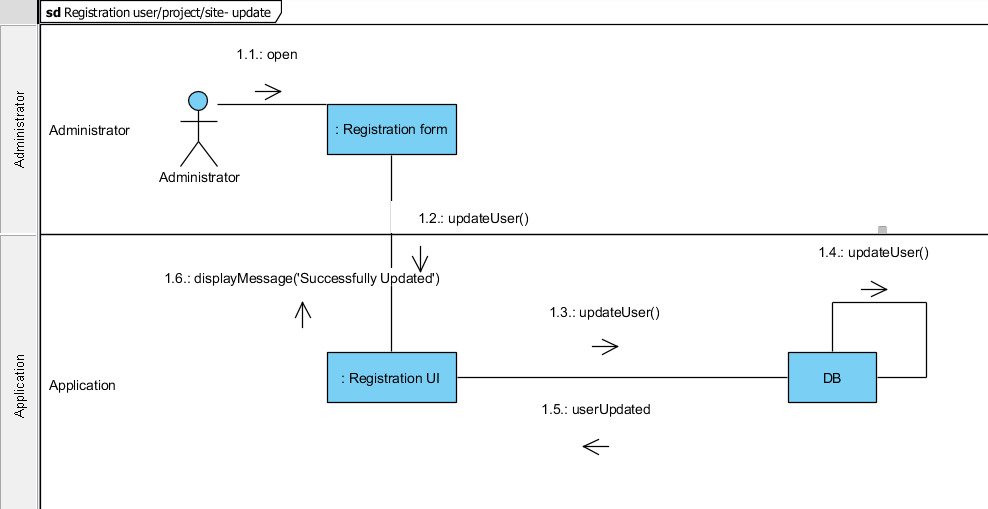 sd Registration user/project/site- update
Administrator
1.1.: open
Administrator
: Registration form
Administrator
1.2.: updateUser()
Application
1.4.: updateUser()
1.6.: displayMessage('Successfully Updated')
1.3.: updateUser()
Application
: Registration UI
DB
1.5.: userUpdated